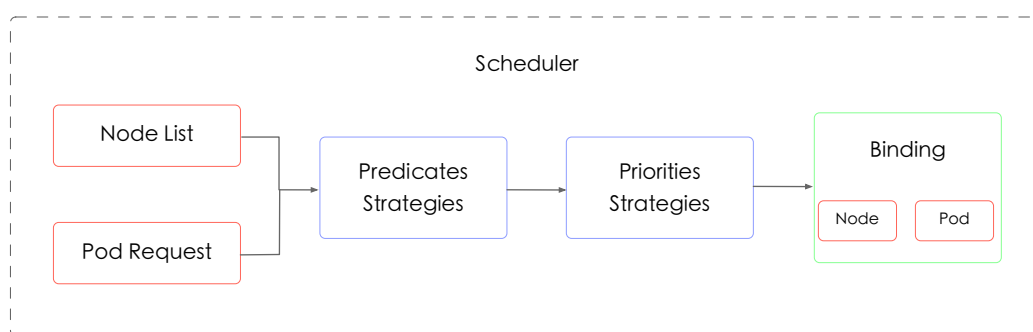 Scheduler
Node List
Pod Request
Predicates
Strategies
Priorities
Strategies
Binding
Node
Pod